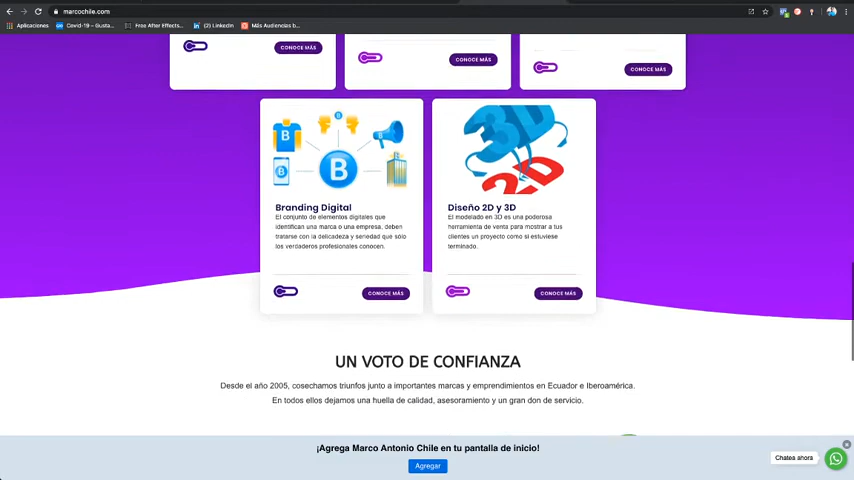 marcochile.com
Aplicaciones
Covid-19 – Gusta...
Free After Effects...
(2) LinkedIn
Más Audiencias b...
CONOCE MÁS
CONOCE MÁS
CONOCE MÁS
B
B
B
3D
2D
Branding Digital
El conjunto de elementos digitales que
identifican una marca o una empresa, deben
tratarse con la delicadeza y seriedad que sólo
los verdaderos profesionales conocen.
CONOCE MÁS
Diseño 2D y 3D
El modelado en 3D es una poderosa
herramienta de venta para mostrar a tus
clientes un proyecto como si estuviese
terminado.
CONOCE MÁS
UN VOTO DE CONFIANZA
Desde el año 2005, cosechamos triunfos junto a importantes marcas y emprendimientos en Ecuador e Iberoamérica.
En todos ellos dejamos una huella de calidad, asesoramiento y un gran don de servicio.
¡Agrega Marco Antonio Chile en tu pantalla de inicio!
Agregar
Chatea ahora